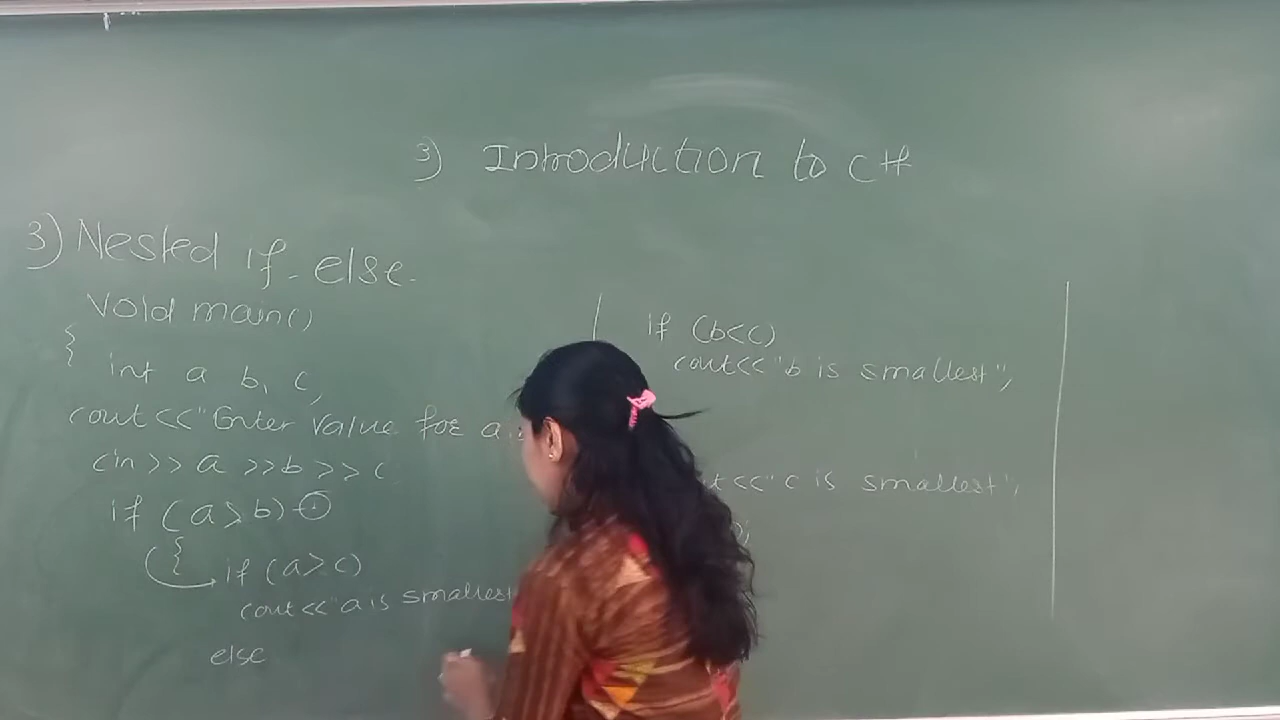 3) Introduction to C#
3) Nested if-else.
Void main()
{
int a b, c,
cout<<"Enter Value for a,
cin>>a>>b>>c
if (a>b)
{ if (a>c)
cout<<"a is smallest
else
if (b<c)
cout<<"b is smallest",
t<<"c is smallest",
);